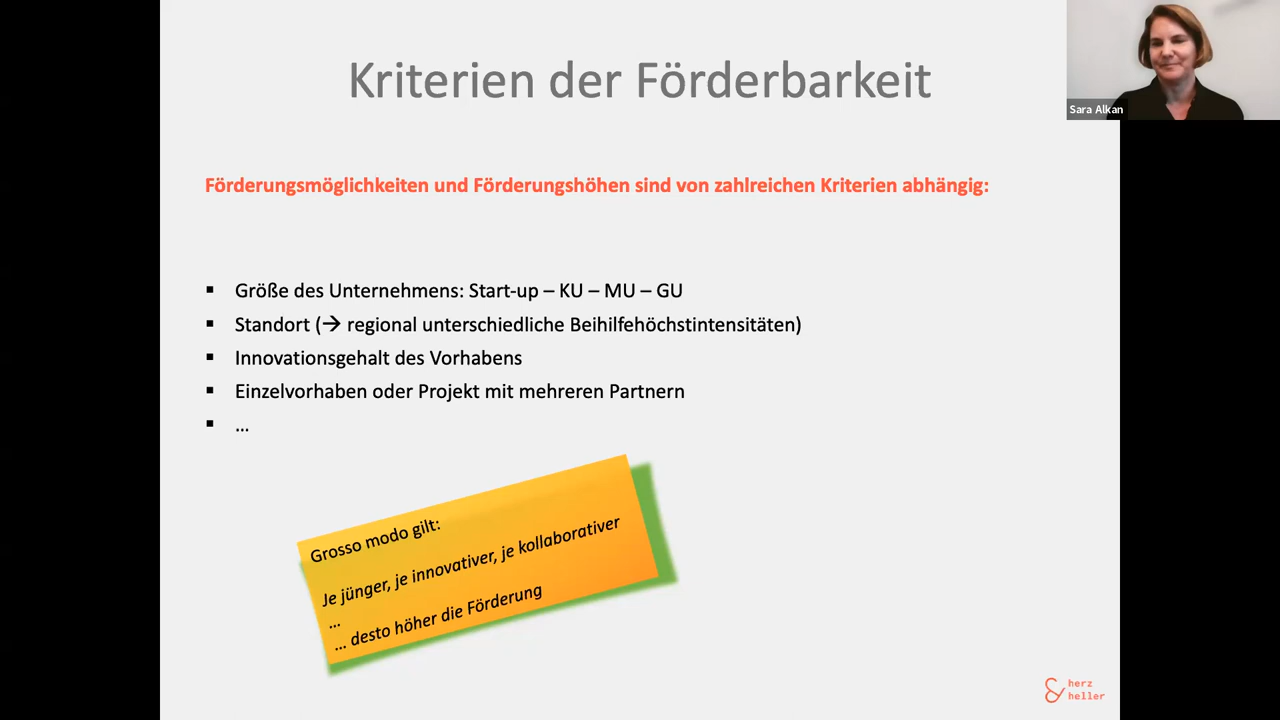 Kriterien der Förderbarkeit
Sara Alkan
Förderungsmöglichkeiten und Förderungshöhen sind von zahlreichen Kriterien abhängig:
▪ Größe des Unternehmens: Start-up – KU – MU – GU
▪ Standort (→ regional unterschiedliche Beihilfehöchstintensitäten)
▪ Innovationsgehalt des Vorhabens
▪ Einzelvorhaben oder Projekt mit mehreren Partnern
▪ ...
Grosso modo gilt:
Je jünger, je innovativer, je kollaborativer
...
... desto höher die Förderung
& herz
heller